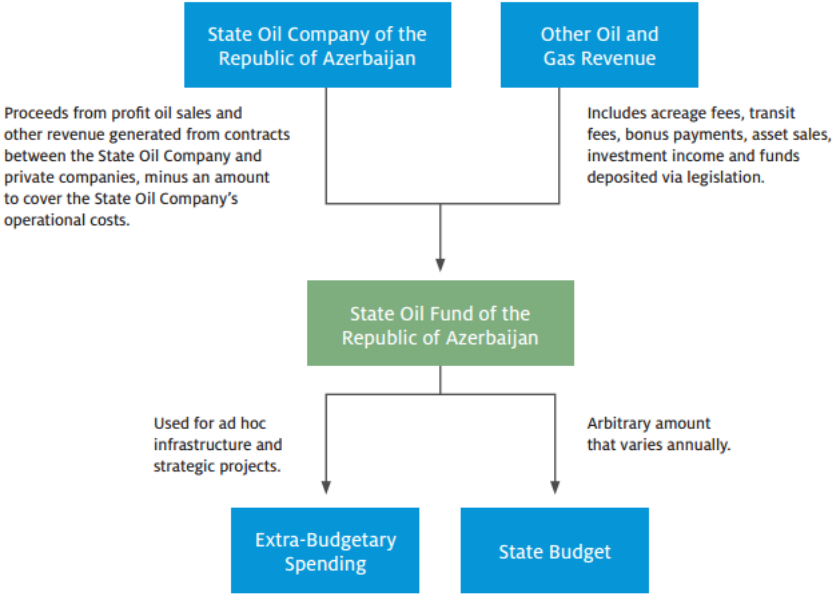 State Oil Company of the
Republic of Azerbaijan
Other Oil and
Gas Revenue
Proceeds from profit oil sales and
other revenue generated from contracts
between the State Oil Company and
private companies, minus an amount
to cover the State Oil Company’s
operational costs.
Includes acreage fees, transit
fees, bonus payments, asset sales,
investment income and funds
deposited via legislation.
State Oil Fund of the
Republic of Azerbaijan
Used for ad hoc
infrastructure and
strategic projects.
Arbitrary amount
that varies annually.
Extra-Budgetary
Spending
State Budget